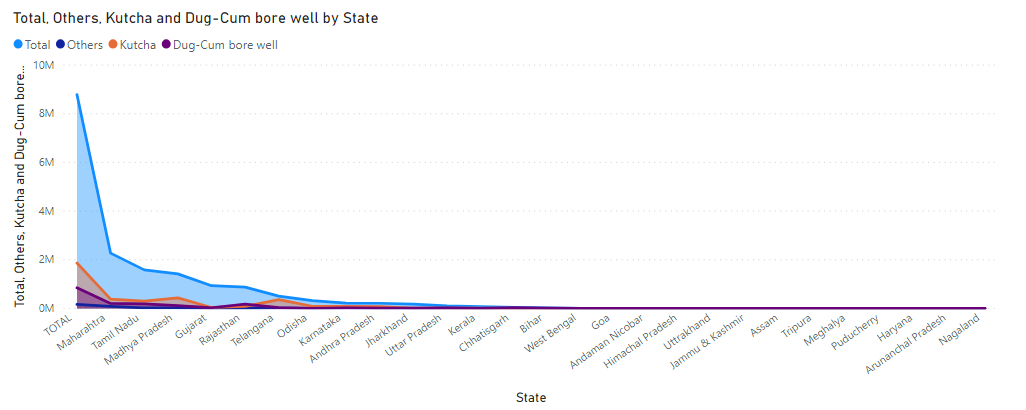 Total, Others, Kutcha and Dug-Cum bore well by State
Total Others Kutcha Dug-Cum bore well
Total, Others, Kutcha and Dug-Cum bore...
10M
8M
6M
4M
2M
0M
TOTAL
Maharahtra
Tamil Nadu
Madhya Pradesh
Gujarat
Rajasthan
Telangana
Odisha
Karnataka
Andhra Pradesh
Jharkhand
Uttar Pradesh
Kerala
Chhatisgarh
Bihar
West Bengal
Goa
Andaman Nicobar
Himachal Pradesh
Uttrakhand
Jammu & Kashmir
Assam
Tripura
Meghalya
Puducherry
Haryana
Arunanchal Pradesh
Nagaland
State